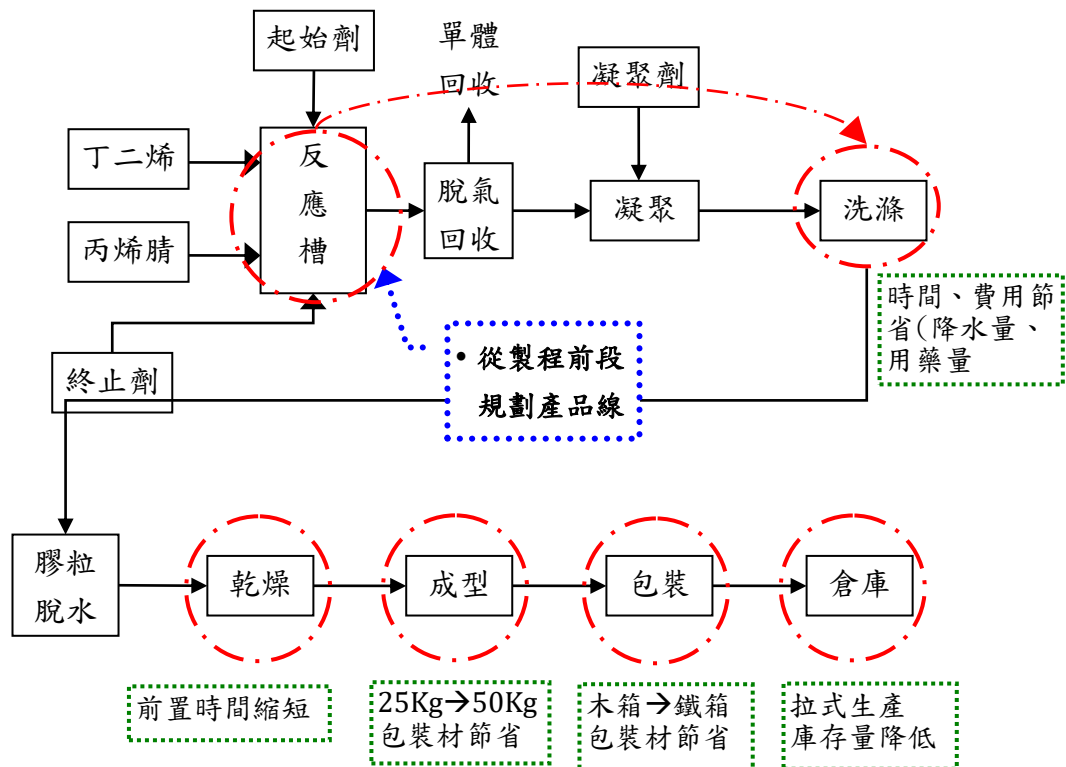 起始劑
單體
回收
凝聚劑
丁二烯
反
應
槽
脫氣
回收
凝聚
洗滌
丙烯腈
終止劑
• 從製程前段
規劃產品線
時間、費用節
省(降水量、
用藥量
膠粒
脫水
乾燥
成型
包裝
倉庫
前置時間縮短
25Kg→50Kg
包裝材節省
木箱→鐵箱
包裝材節省
拉式生產
庫存量降低